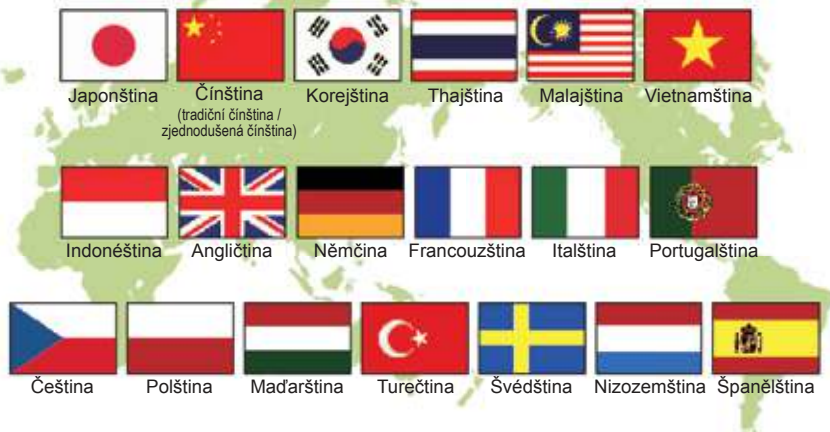 Japonština
Čínština
(tradiční čínština /
zjednodušená čínština)
Korejština
Thajština
Malajština
Vietnamština
Indonéština
Angličtina
Němčina
Francouzština
Italština
Portugalština
Čeština
Polština
Maďarština
Turečtina
Švédština
Nizozemština
Španělština